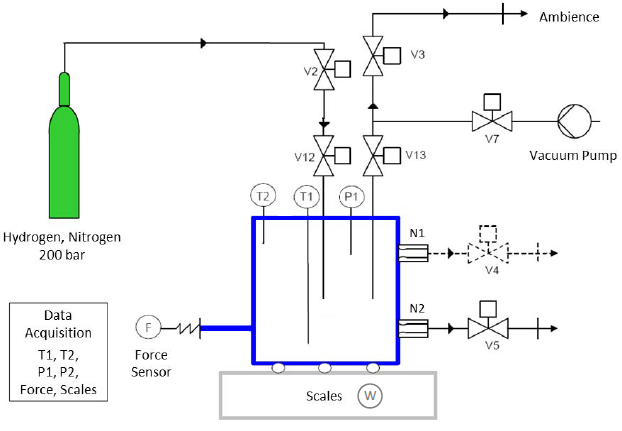 Ambience
V2
V3
V12
V13
V7
Vacuum Pump
T2
T1
P1
Hydrogen, Nitrogen
200 bar
N1
V4
N2
V5
Data
Acquisition
T1, T2,
P1, P2,
Force, Scales
F
Force
Sensor
Scales
W